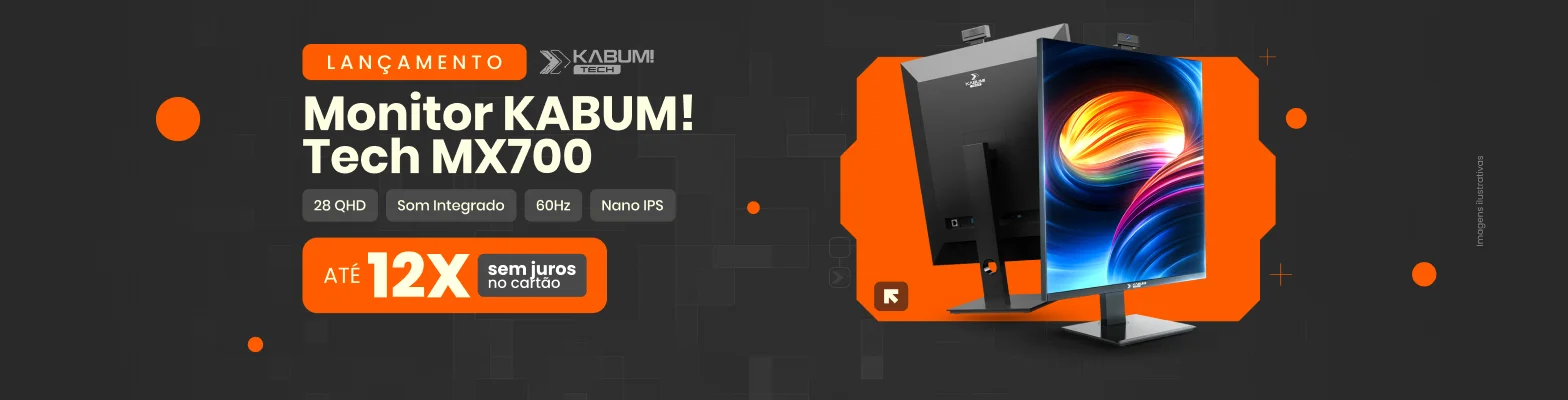 LANÇAMENTO
KABUM!
TECH
Monitor KABUM!
Tech MX700
28 QHD
Som Integrado
60Hz
Nano IPS
ATÉ 12X
sem juros
no cartão
KABUM!
Imagens ilustrativas